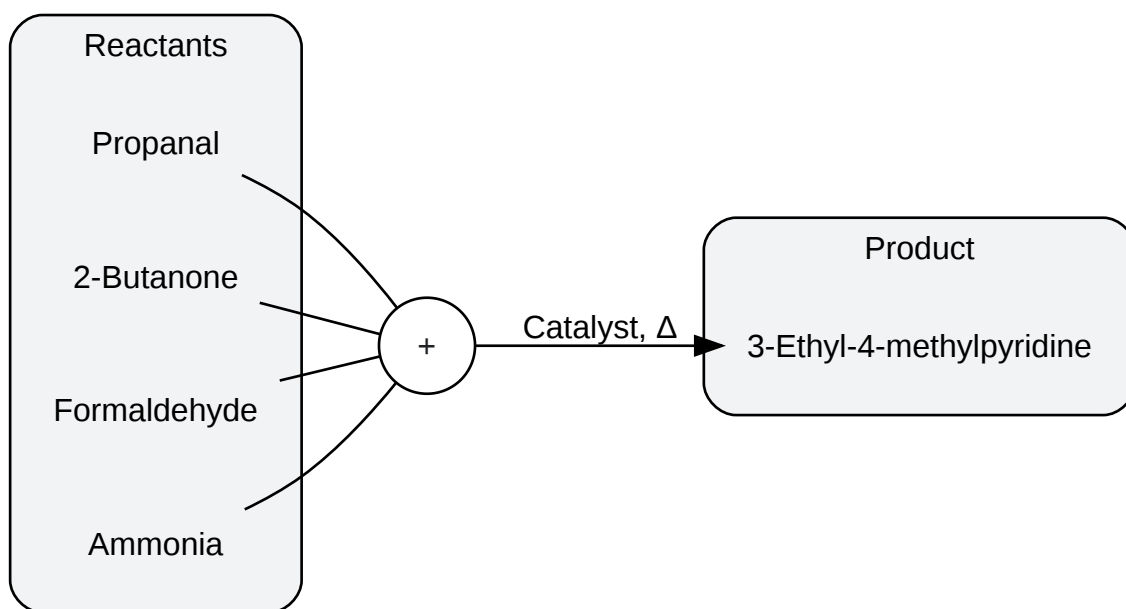 Reactants
Propanal
2-Butanone
Formaldehyde
Ammonia
+
Catalyst, Δ
Product
3-Ethyl-4-methylpyridine